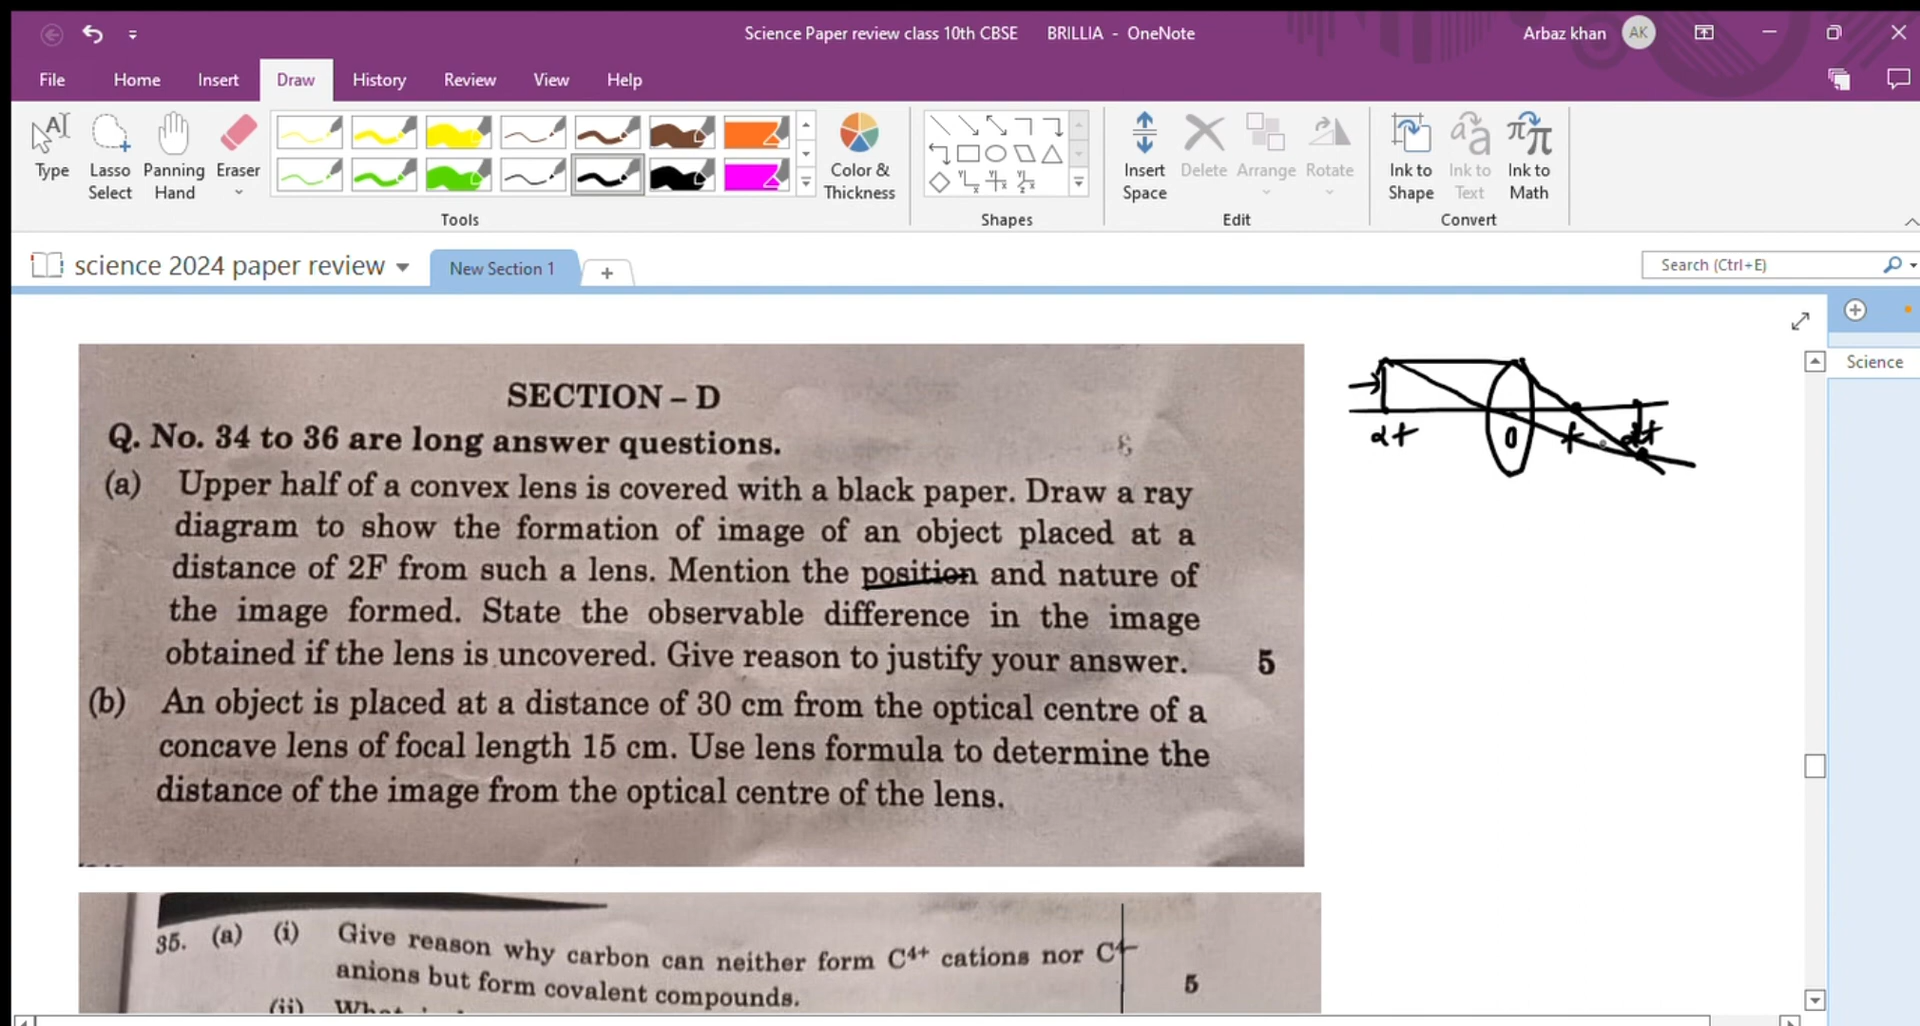 Science Paper review class 10th CBSE BRILLIA - OneNote
Arbaz khan AK
File Home Insert Draw History Review View Help
Type
Lasso Select
Panning Hand
Eraser
Color & Thickness
Insert Space
Delete
Arrange
Rotate
Ink to Shape
Ink to Text
Ink to Math
Tools
Shapes
Edit
Convert
science 2024 paper review
New Section 1
Search (Ctrl+E)
Science
SECTION – D
Q. No. 34 to 36 are long answer questions.
(a) Upper half of a convex lens is covered with a black paper. Draw a ray
diagram to show the formation of image of an object placed at a
distance of 2F from such a lens. Mention the position and nature of
the image formed. State the observable difference in the image
obtained if the lens is uncovered. Give reason to justify your answer. 5
(b) An object is placed at a distance of 30 cm from the optical centre of a
concave lens of focal length 15 cm. Use lens formula to determine the
distance of the image from the optical centre of the lens.
2f O f 2f
35. (a) (i) Give reason why carbon can neither form C⁴⁺ cations nor C⁴⁻
anions but form covalent compounds. 5
(ii)